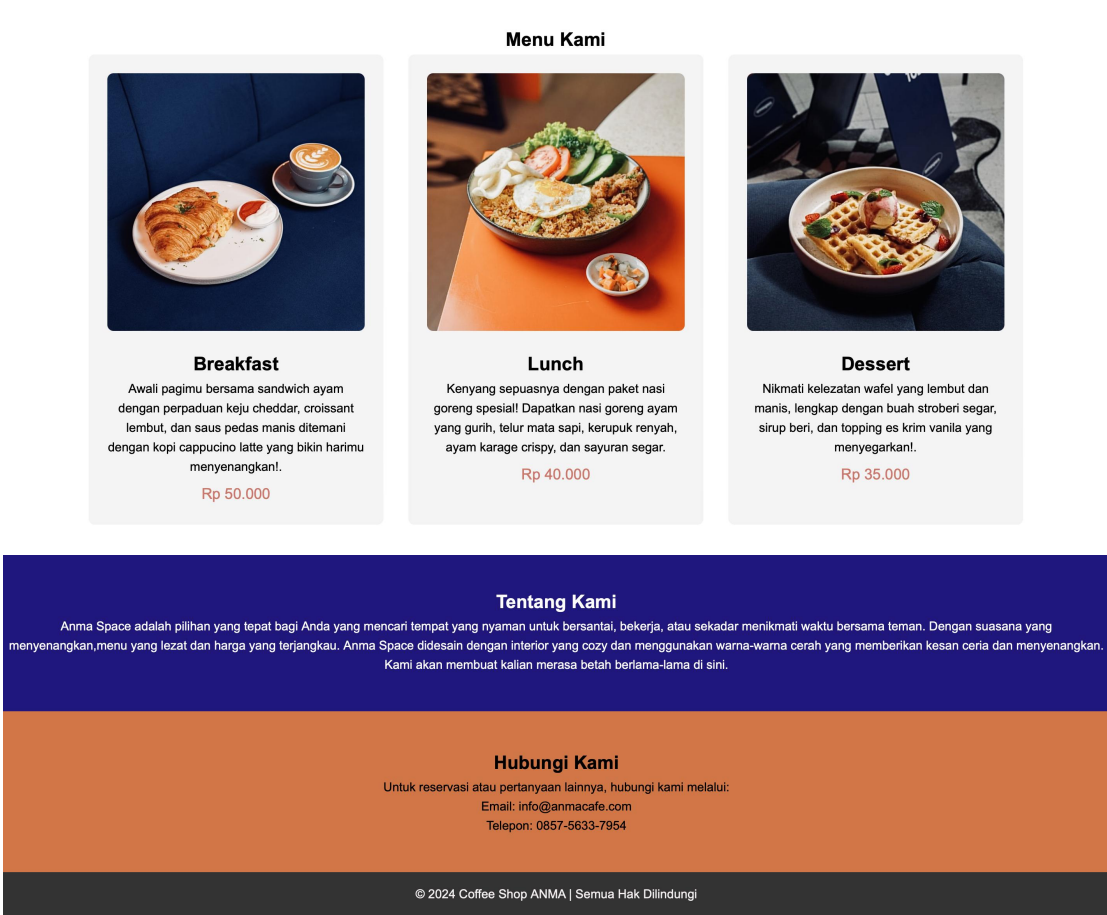 Menu Kami
Breakfast
Awali pagimu bersama sandwich ayam
dengan perpaduan keju cheddar, croissant
lembut, dan saus pedas manis ditemani
dengan kopi cappucino latte yang bikin harimu
menyenangkan!.
Rp 50.000
Lunch
Kenyang sepuasnya dengan paket nasi
goreng spesial! Dapatkan nasi goreng ayam
yang gurih, telur mata sapi, kerupuk renyah,
ayam karage crispy, dan sayuran segar.
Rp 40.000
Dessert
Nikmati kelezatan wafel yang lembut dan
manis, lengkap dengan buah stroberi segar,
sirup beri, dan topping es krim vanila yang
menyegarkan!.
Rp 35.000
Tentang Kami
Anma Space adalah pilihan yang tepat bagi Anda yang mencari tempat yang nyaman untuk bersantai, bekerja, atau sekadar menikmati waktu bersama teman. Dengan suasana yang
menyenangkan,menu yang lezat dan harga yang terjangkau. Anma Space didesain dengan interior yang cozy dan menggunakan warna-warna cerah yang memberikan kesan ceria dan menyenangkan.
Kami akan membuat kalian merasa betah berlama-lama di sini.
Hubungi Kami
Untuk reservasi atau pertanyaan lainnya, hubungi kami melalui:
Email: info@anmacafe.com
Telepon: 0857-5633-7954
© 2024 Coffee Shop ANMA | Semua Hak Dilindungi